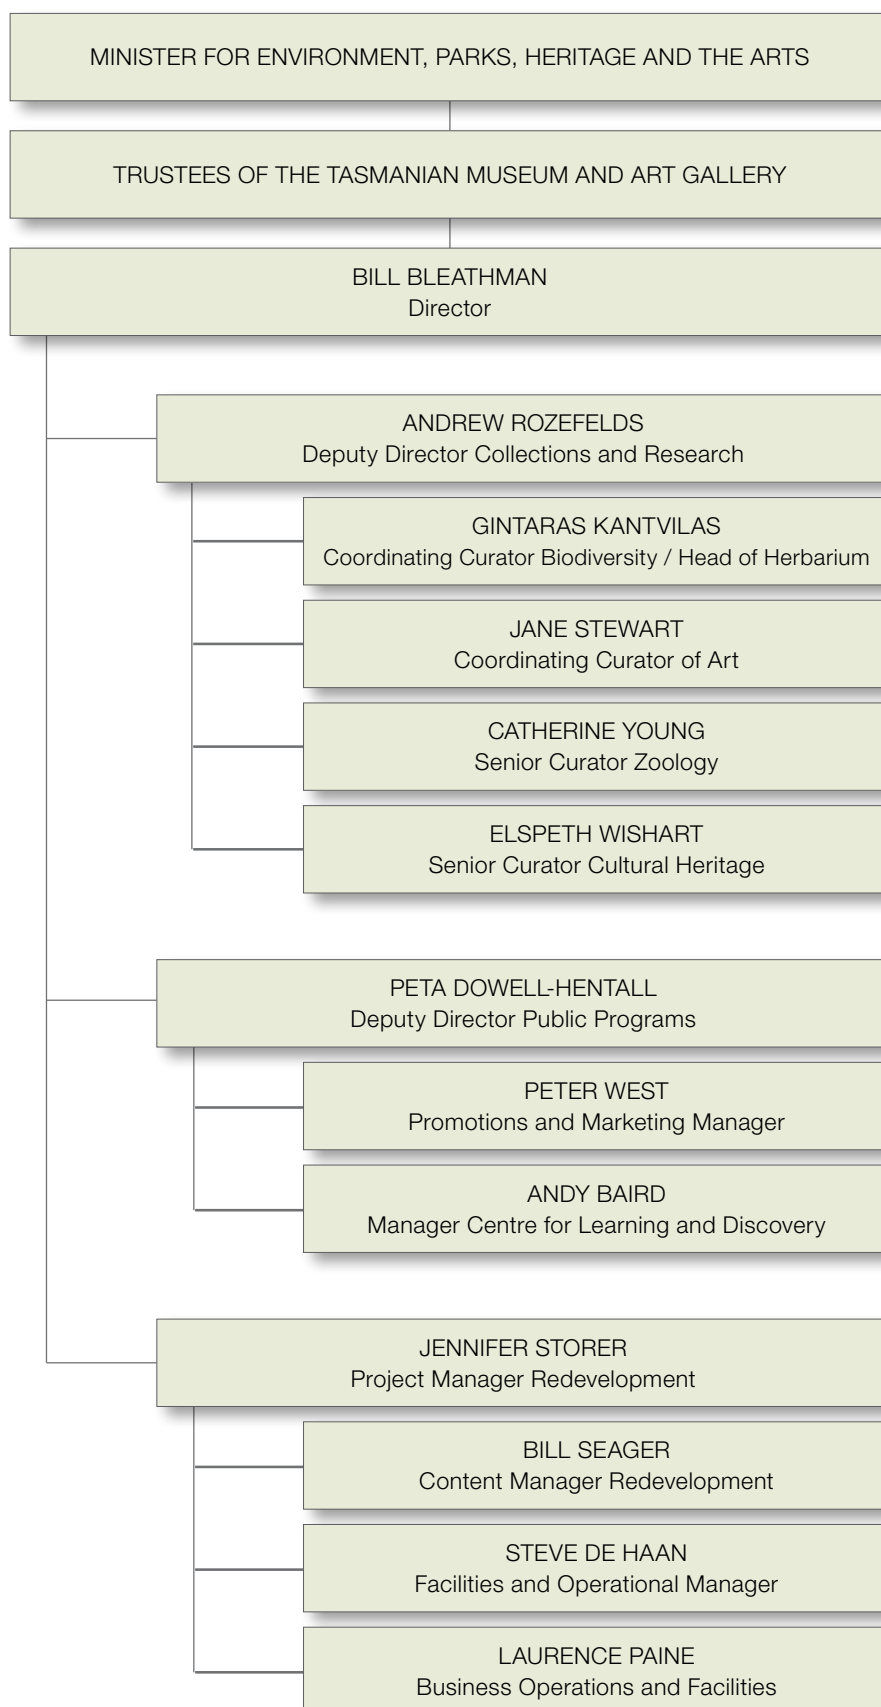 MINISTER FOR ENVIRONMENT, PARKS, HERITAGE AND THE ARTS
TRUSTEES OF THE TASMANIAN MUSEUM AND ART GALLERY
BILL BLEATHMAN
Director
ANDREW ROZEFELDS
Deputy Director Collections and Research
GINTARAS KANTVILAS
Coordinating Curator Biodiversity / Head of Herbarium
JANE STEWART
Coordinating Curator of Art
CATHERINE YOUNG
Senior Curator Zoology
ELSPETH WISHART
Senior Curator Cultural Heritage
PETA DOWELL-HENTALL
Deputy Director Public Programs
PETER WEST
Promotions and Marketing Manager
ANDY BAIRD
Manager Centre for Learning and Discovery
JENNIFER STORER
Project Manager Redevelopment
BILL SEAGER
Content Manager Redevelopment
STEVE DE HAAN
Facilities and Operational Manager
LAURENCE PAINE
Business Operations and Facilities